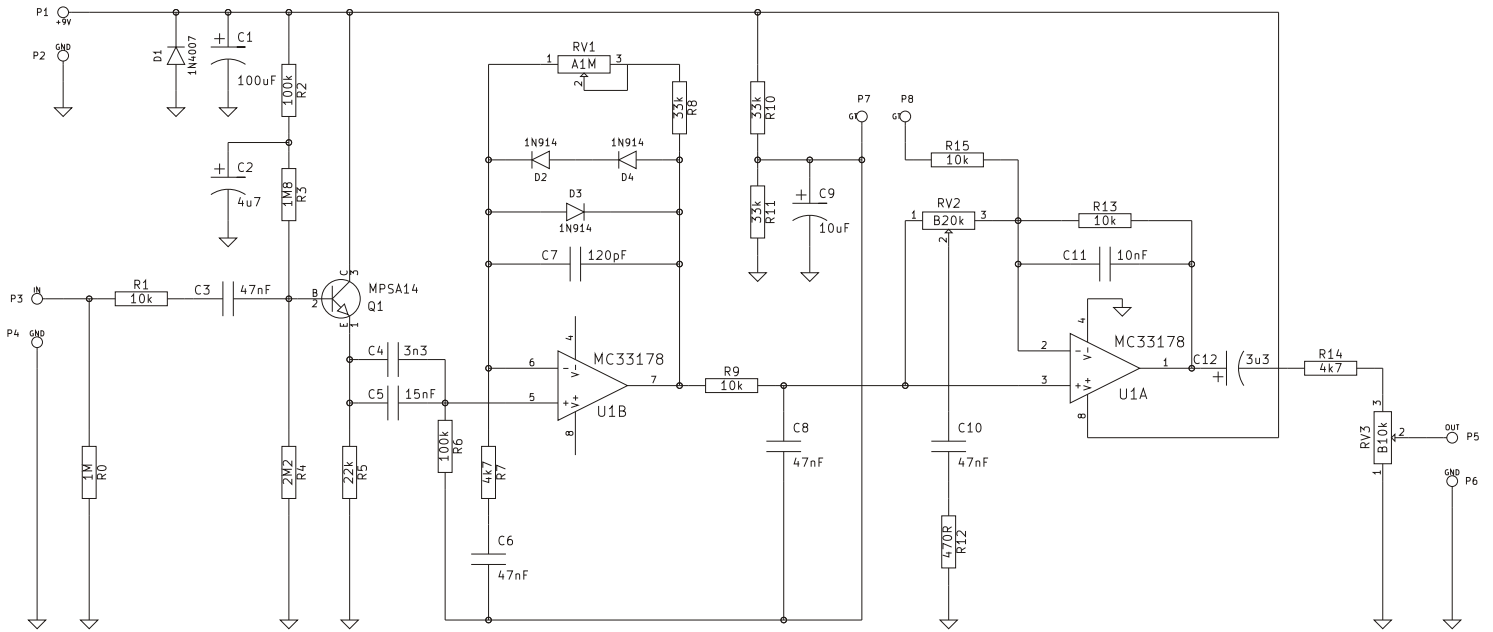 P1
+9V
P2
GND
D1
1N4007
C1
100uF
100k
R2
C2
4u7
1M8
R3
P3
IN
P4
GND
R1
10k
C3
47nF
1M
R0
2M2
R4
C
3
B
2
E
1
MPSA14
Q1
C4
3n3
C5
15nF
22k
R5
100k
R6
RV1
1
A1M
3
2
33k
R8
1N914
1N914
D2
D4
D3
1N914
C7
120pF
4
6
-
V-
MC33178
7
5
+
V+
U1B
8
4k7
R7
C6
47nF
33k
R10
33k
R11
C9
10uF
P7
GT
P8
GT
R15
10k
R9
10k
C8
47nF
RV2
1
B20k
3
2
R13
10k
C11
10nF
C10
47nF
470R
R12
4
2
-
V-
MC33178
1
3
+
V+
U1A
8
C12
3u3
R14
4k7
3
RV3
B10k
2
1
OUT
P5
GND
P6